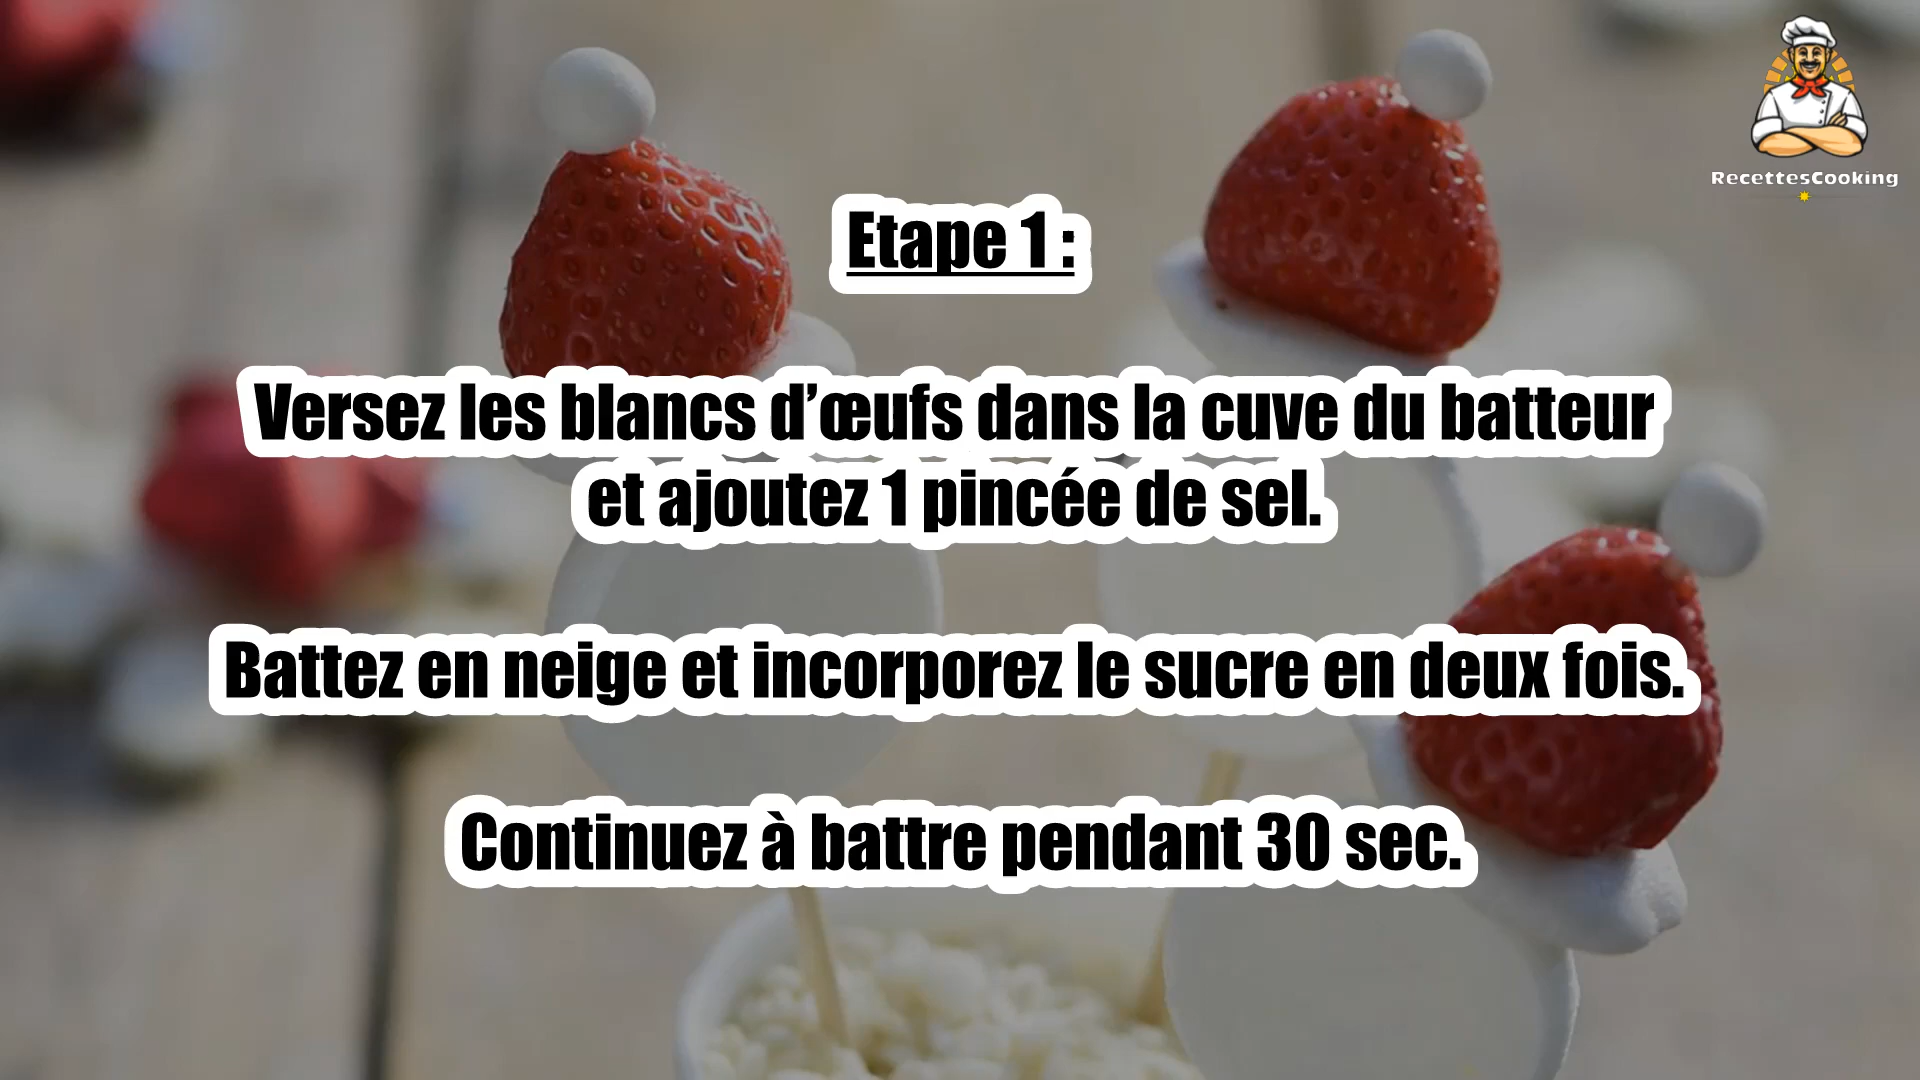 RecettesCooking
Etape 1 :
Versez les blancs d’œufs dans la cuve du batteur
et ajoutez 1 pincée de sel.
Battez en neige et incorporez le sucre en deux fois.
Continuez à battre pendant 30 sec.